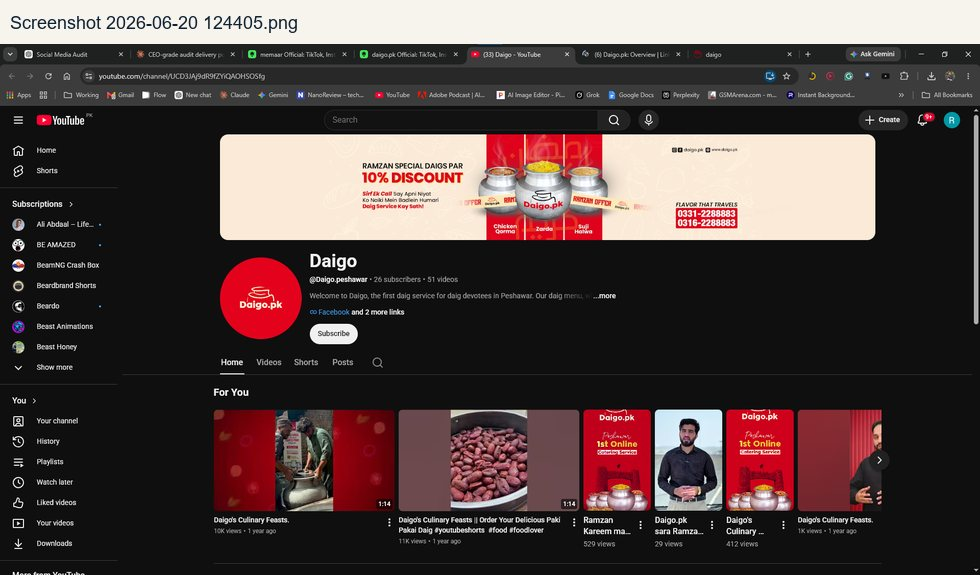 Screenshot 2026-06-20 124405.png
Social Media Audit
CEO-grade audit delivery p
memaar Official: TikTok, Ins
daigo.pk Official: TikTok, Ins
(33) Daigo - YouTube
(6) Daigo.pk: Overview | Lin
daigo
Ask Gemini
youtube.com/channel/UCD3JAj9dR9fZYiQAOHSOSfg
Apps
Working
Gmail
Flow
New chat
Claude
Gemini
NanoReview – tech...
YouTube
Adobe Podcast | AI...
AI Image Editor - Pi...
Grok
Google Docs
Perplexity
GSMArena.com - m...
Instant Background...
All Bookmarks
YouTube PK
Search
Create
9+
R
Home
Shorts
Subscriptions
Ali Abdaal – Life...
BE AMAZED
BeamNG Crash Box
Beardbrand Shorts
Beardo
Beast Animations
Beast Honey
Show more
You
Your channel
History
Playlists
Watch later
Liked videos
Your videos
Downloads
More from YouTube
RAMZAN SPECIAL DAIGS PAR
10% DISCOUNT
Sirf Ek Call Say Apni Niyat
Ko Naiki Mein Badlein Humari
Daig Service Kay Sath!
Daigo.pk
RAMZAN OFFER
Chicken
Qorma
Zarda
Suji
Halwa
daigo.pk www.daigo.pk
FLAVOR THAT TRAVELS
0331-2288883
0316-2288883
Daigo.pk
Daigo
@Daigo.peshawar • 26 subscribers • 51 videos
Welcome to Daigo, the first daig service for daig devotees in Peshawar. Our daig menu, ...more
Facebook and 2 more links
Subscribe
Home
Videos
Shorts
Posts
For You
1:14
Daigo's Culinary Feasts.
10K views • 1 year ago
1:14
Daigo's Culinary Feasts || Order Your Delicious Paki
Pakai Daig #youtubeshorts #food #foodlover
11K views • 1 year ago
Daigo.pk
Peshawar
1st Online
Catering Service
Ramzan
Kareem ma...
529 views
Daigo.pk
sara Ramza...
29 views
Daigo.pk
Peshawar
1st Online
Catering Service
Daigo's
Culinary ...
412 views
Daigo's Culinary Feasts.
1K views • 1 year ago